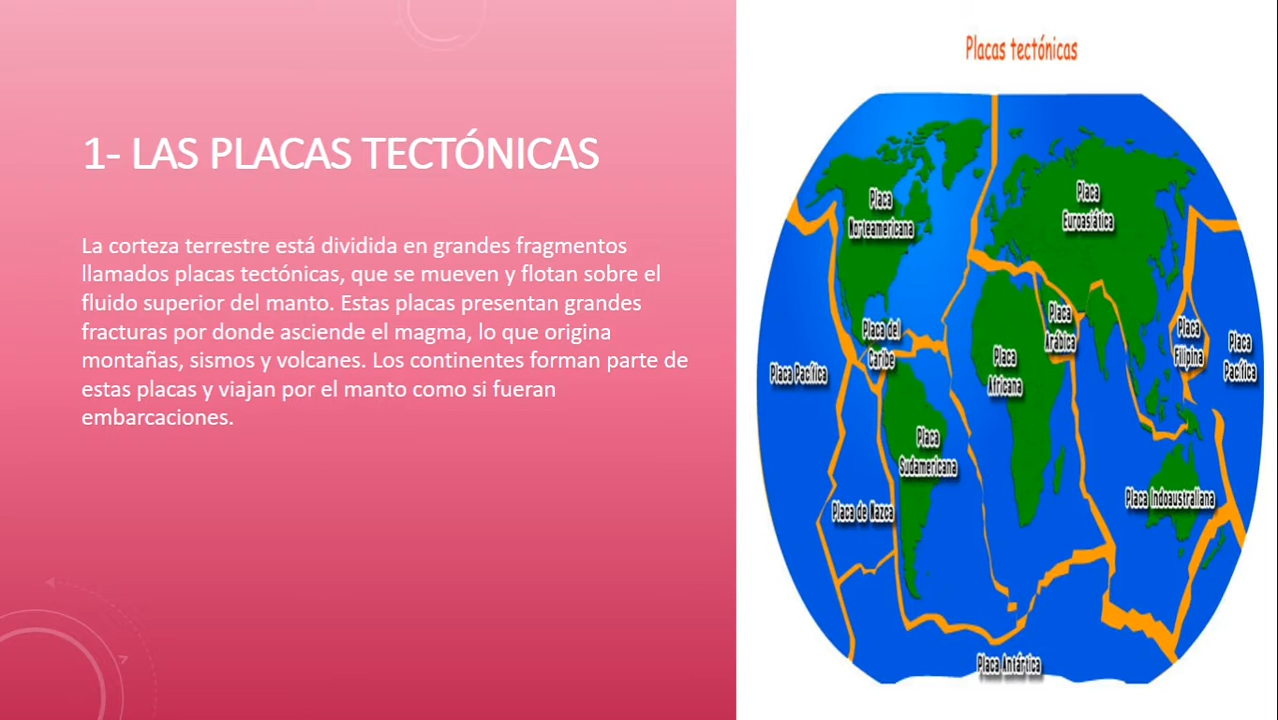 1- LAS PLACAS TECTÓNICAS
La corteza terrestre está dividida en grandes fragmentos
llamados placas tectónicas, que se mueven y flotan sobre el
fluido superior del manto. Estas placas presentan grandes
fracturas por donde asciende el magma, lo que origina
montañas, sismos y volcanes. Los continentes forman parte de
estas placas y viajan por el manto como si fueran
embarcaciones.
Placas tectónicas
Placa
Norteamericana
Placa
Euroasiática
Placa del
Caribe
Placa
Arábica
Placa
Filipina
Placa
Pacífica
Placa Pacífica
Placa
Africana
Placa
Sudamericana
Placa de Nazca
Placa Indoaustraliana
Placa Antártica